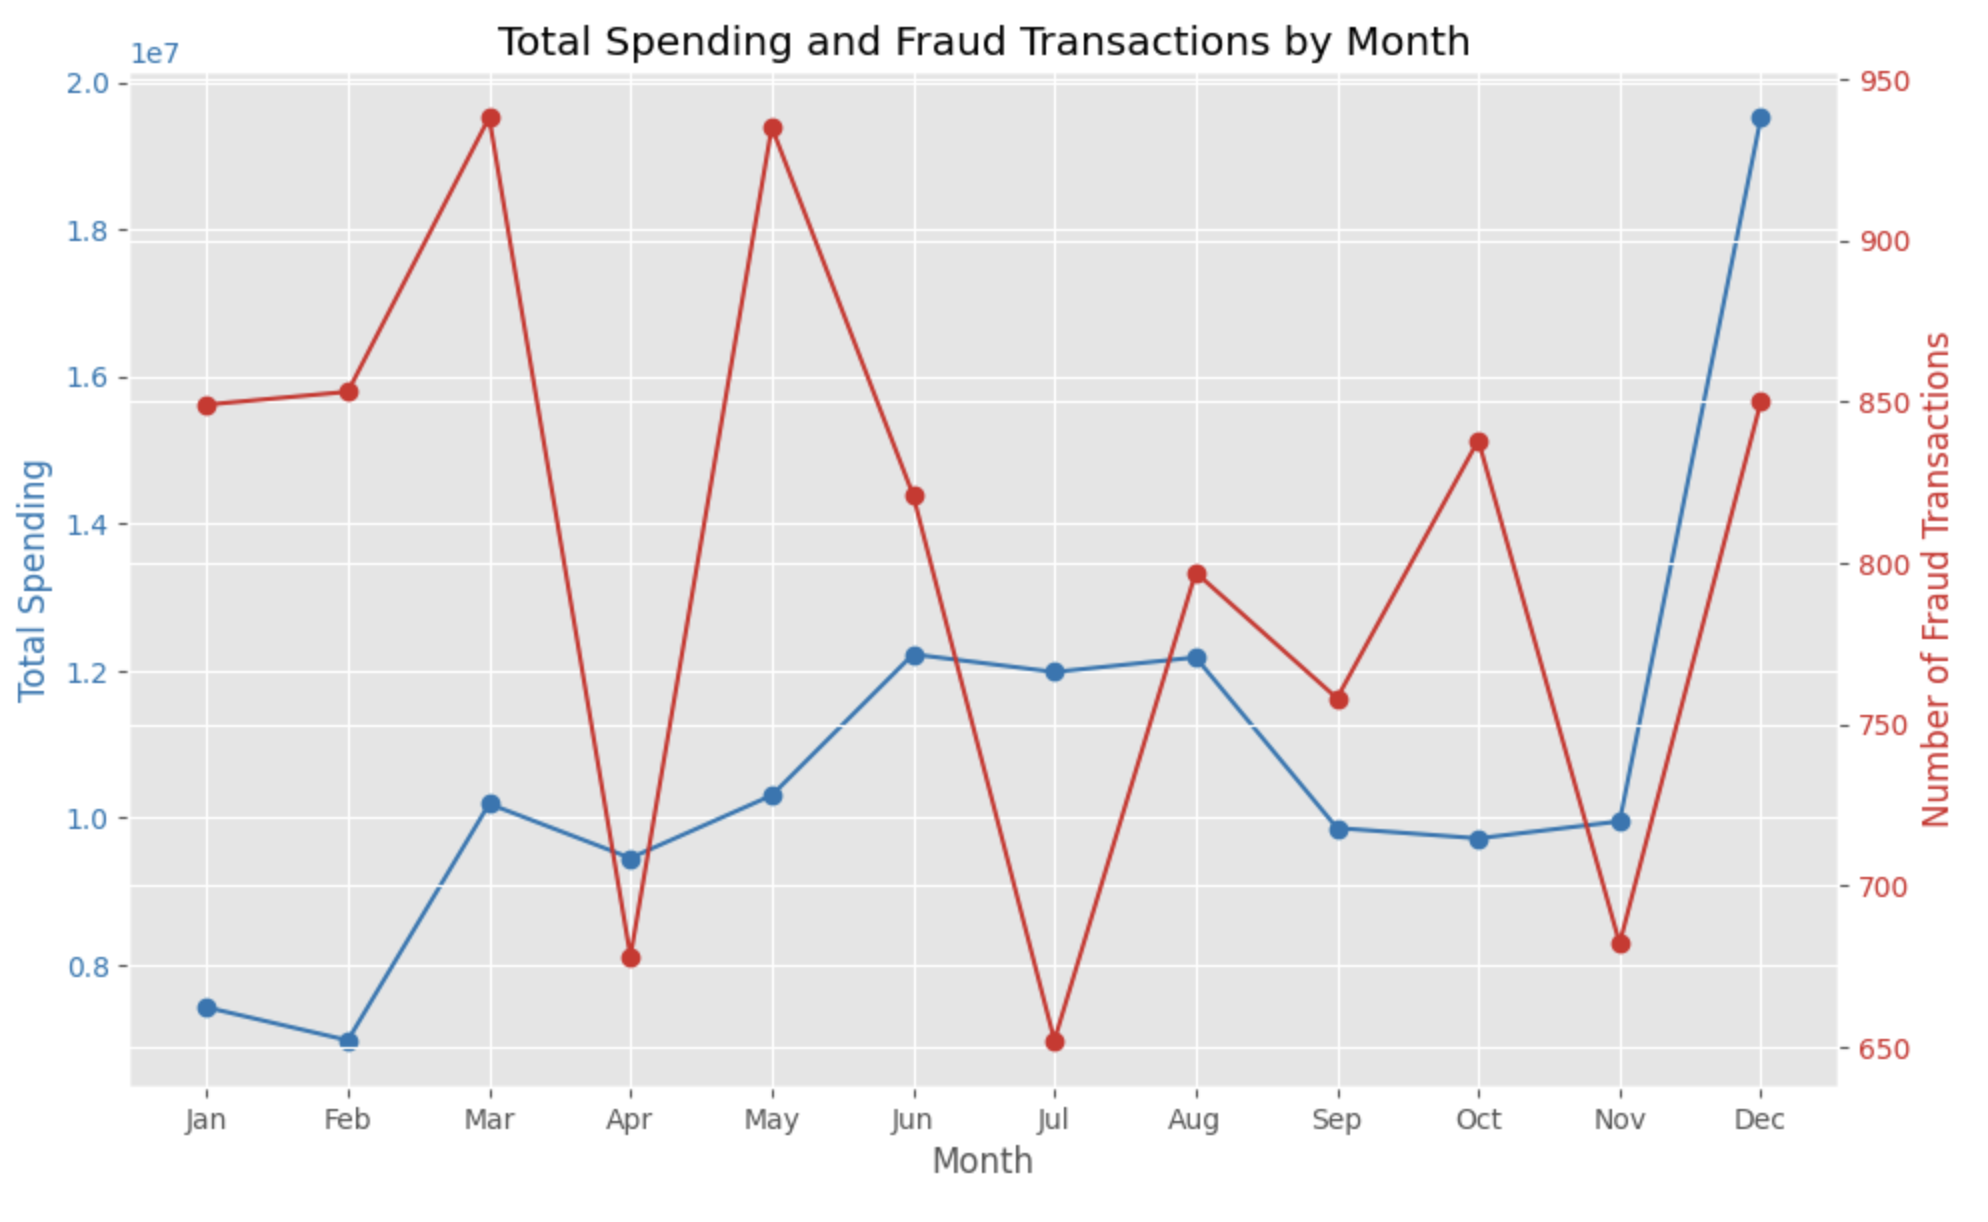 Total Spending and Fraud Transactions by Month
1e7
2.0
1.8
1.6
1.4
1.2
1.0
0.8
Total Spending
950
900
850
800
750
700
650
Number of Fraud Transactions
Jan Feb Mar Apr May Jun Jul Aug Sep Oct Nov Dec
Month